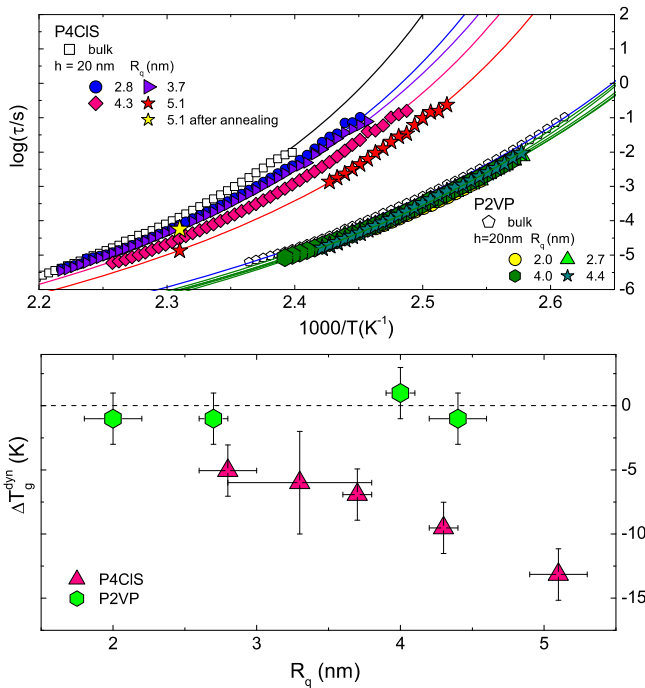 P4ClS
bulk
h = 20 nm R_q (nm)
2.8 3.7
4.3 5.1
5.1 after annealing
P2VP
bulk
h=20nm R_q (nm)
2.0 2.7
4.0 4.4
log(τ/s)
2
1
0
-1
-2
-3
-4
-5
-6
2.2 2.3 2.4 2.5 2.6
1000/T(K^-1)
ΔT_g^dyn (K)
0
-5
-10
-15
P4ClS
P2VP
2 3 4 5
R_q (nm)